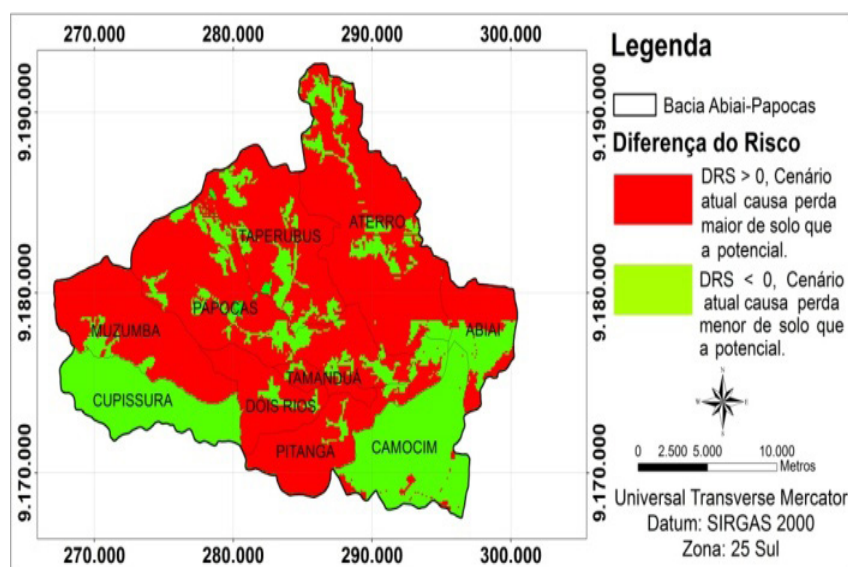 270.000 280.000 290.000 300.000
9.190.000
9.180.000
9.170.000
TAPERUBUS
ATERRO
PAPOCAS
MUZUMBA
ABIAI
TAMANDUÁ
CUPISSURA
DOIS RIOS
PITANGA
CAMOCIM
9.190.000
9.180.000
9.170.000
270.000 280.000 290.000 300.000
Legenda
Bacia Abiai-Papocas
Diferença do Risco
DRS > 0, Cenário
atual causa perda
maior de solo que
a potencial.
DRS < 0, Cenário
atual causa perda
menor de solo que
a potencial.
N
W E
S
0 2.500 5.000 10.000
Metros
Universal Transverse Mercator
Datum: SIRGAS 2000
Zona: 25 Sul